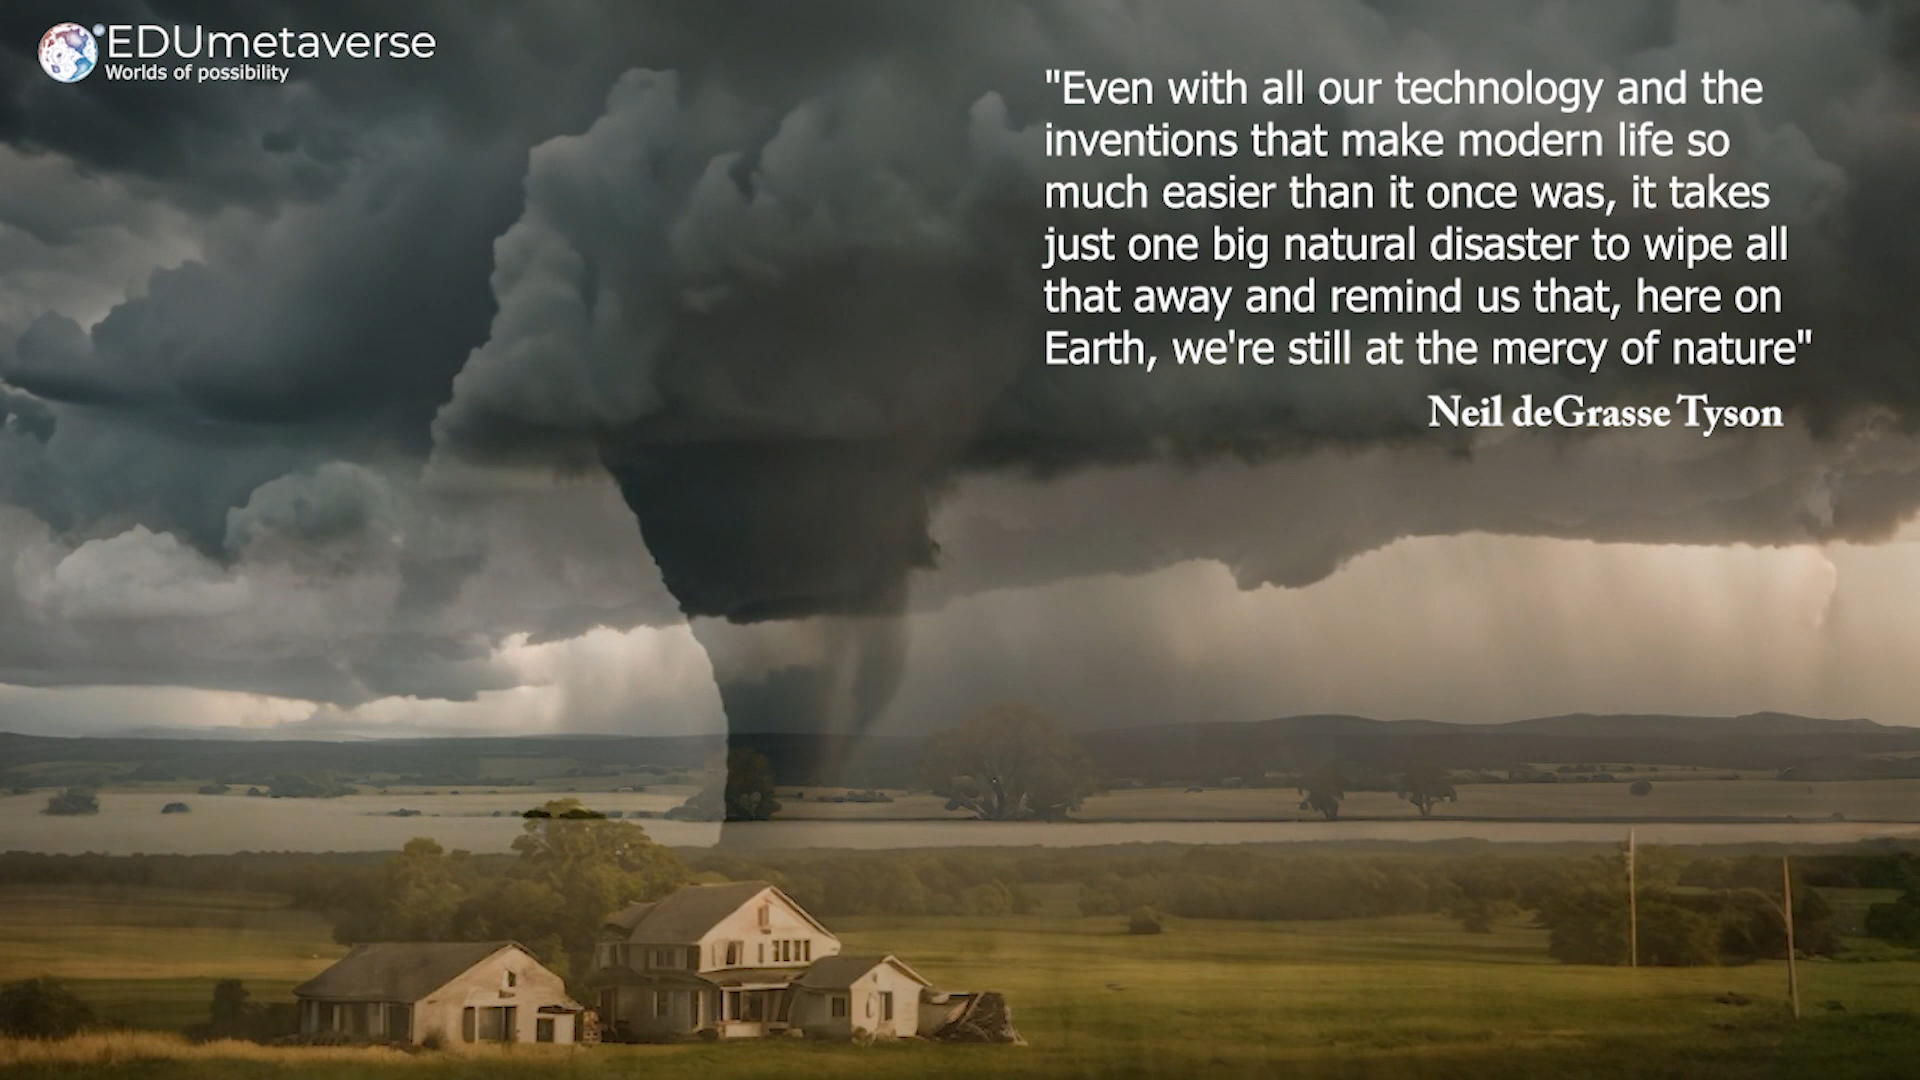 EDUmetaverse
Worlds of possibility
"Even with all our technology and the
inventions that make modern life so
much easier than it once was, it takes
just one big natural disaster to wipe all
that away and remind us that, here on
Earth, we're still at the mercy of nature"
Neil deGrasse Tyson